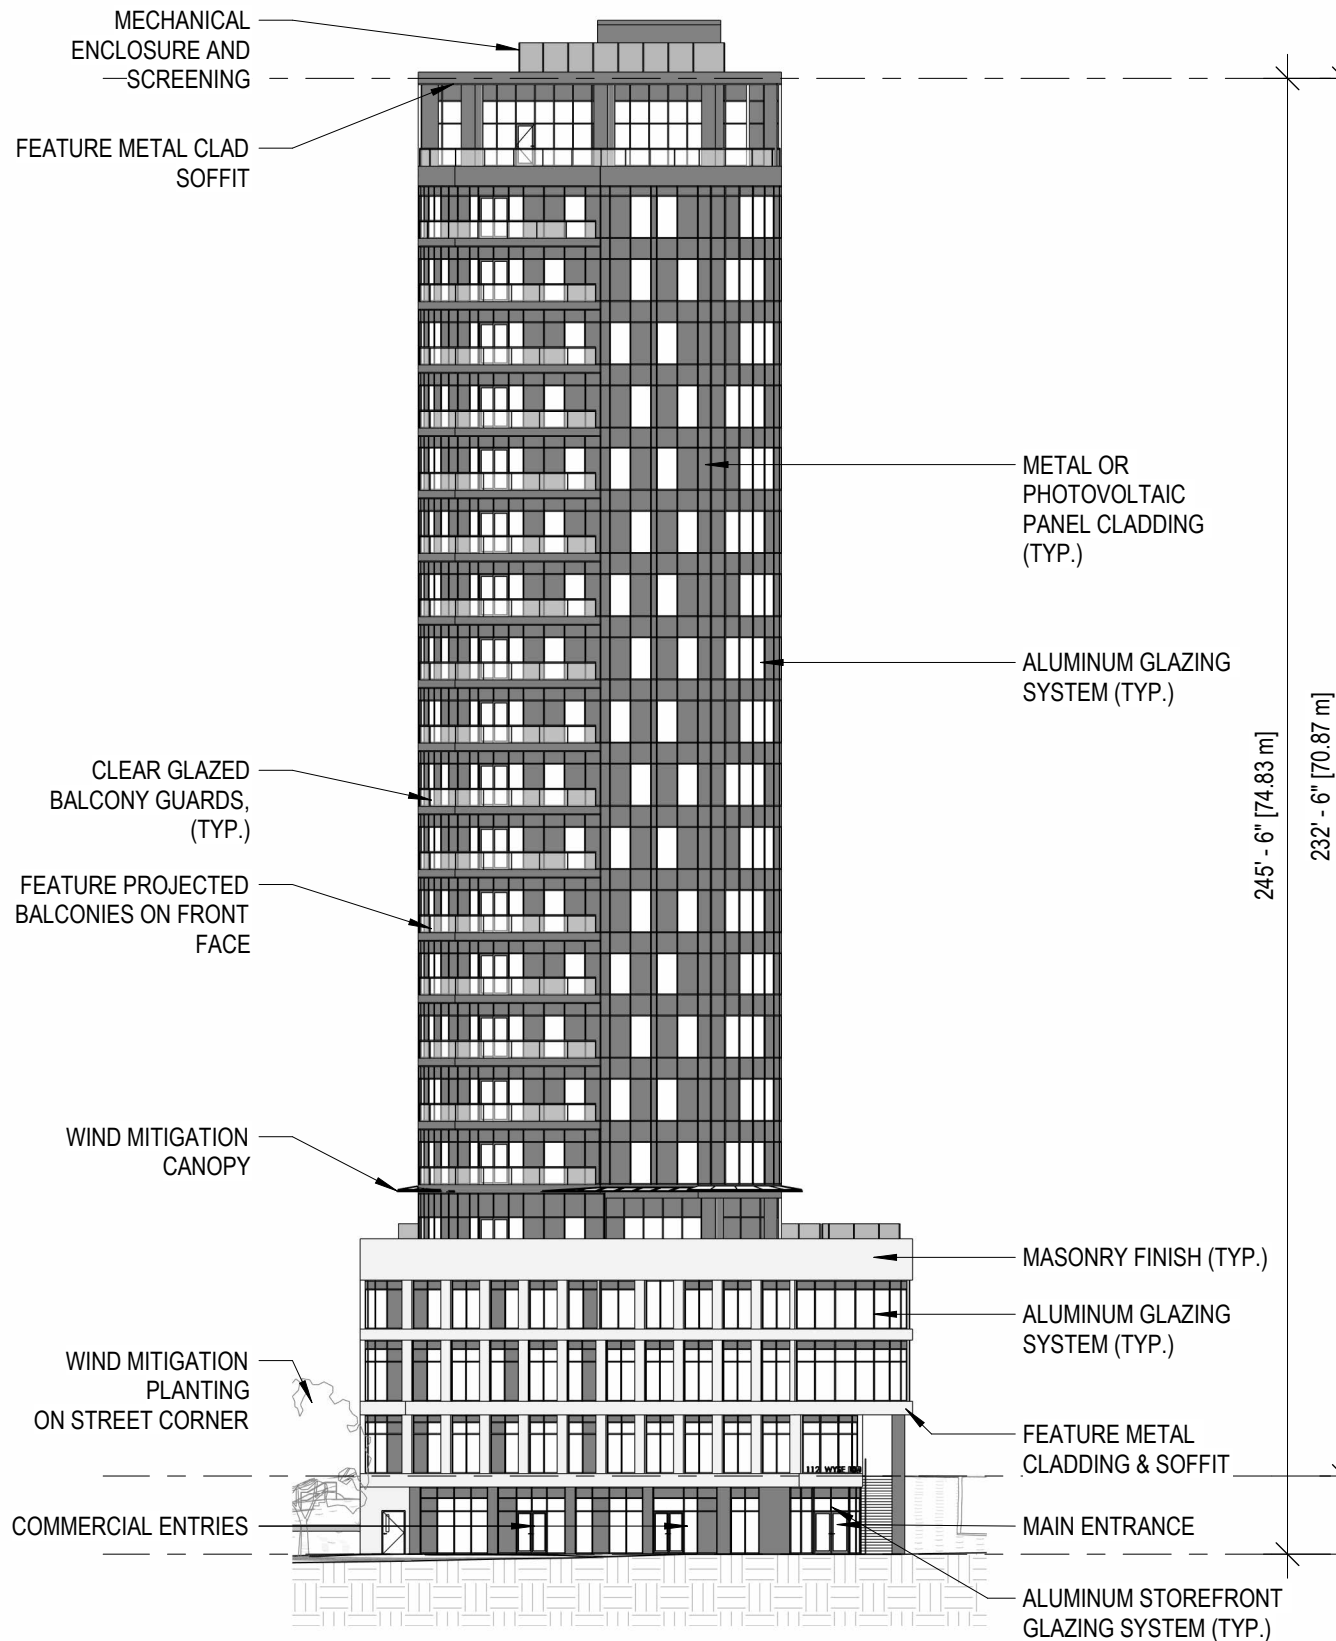 MECHANICAL
ENCLOSURE AND
SCREENING
FEATURE METAL CLAD
SOFFIT
METAL OR
PHOTOVOLTAIC
PANEL CLADDING
(TYP.)
ALUMINUM GLAZING
SYSTEM (TYP.)
245' - 6" [74.83 m]
232' - 6" [70.87 m]
CLEAR GLAZED
BALCONY GUARDS,
(TYP.)
FEATURE PROJECTED
BALCONIES ON FRONT
FACE
WIND MITIGATION
CANOPY
MASONRY FINISH (TYP.)
ALUMINUM GLAZING
SYSTEM (TYP.)
WIND MITIGATION
PLANTING
ON STREET CORNER
FEATURE METAL
CLADDING & SOFFIT
112 WYSE
COMMERCIAL ENTRIES
MAIN ENTRANCE
ALUMINUM STOREFRONT
GLAZING SYSTEM (TYP.)